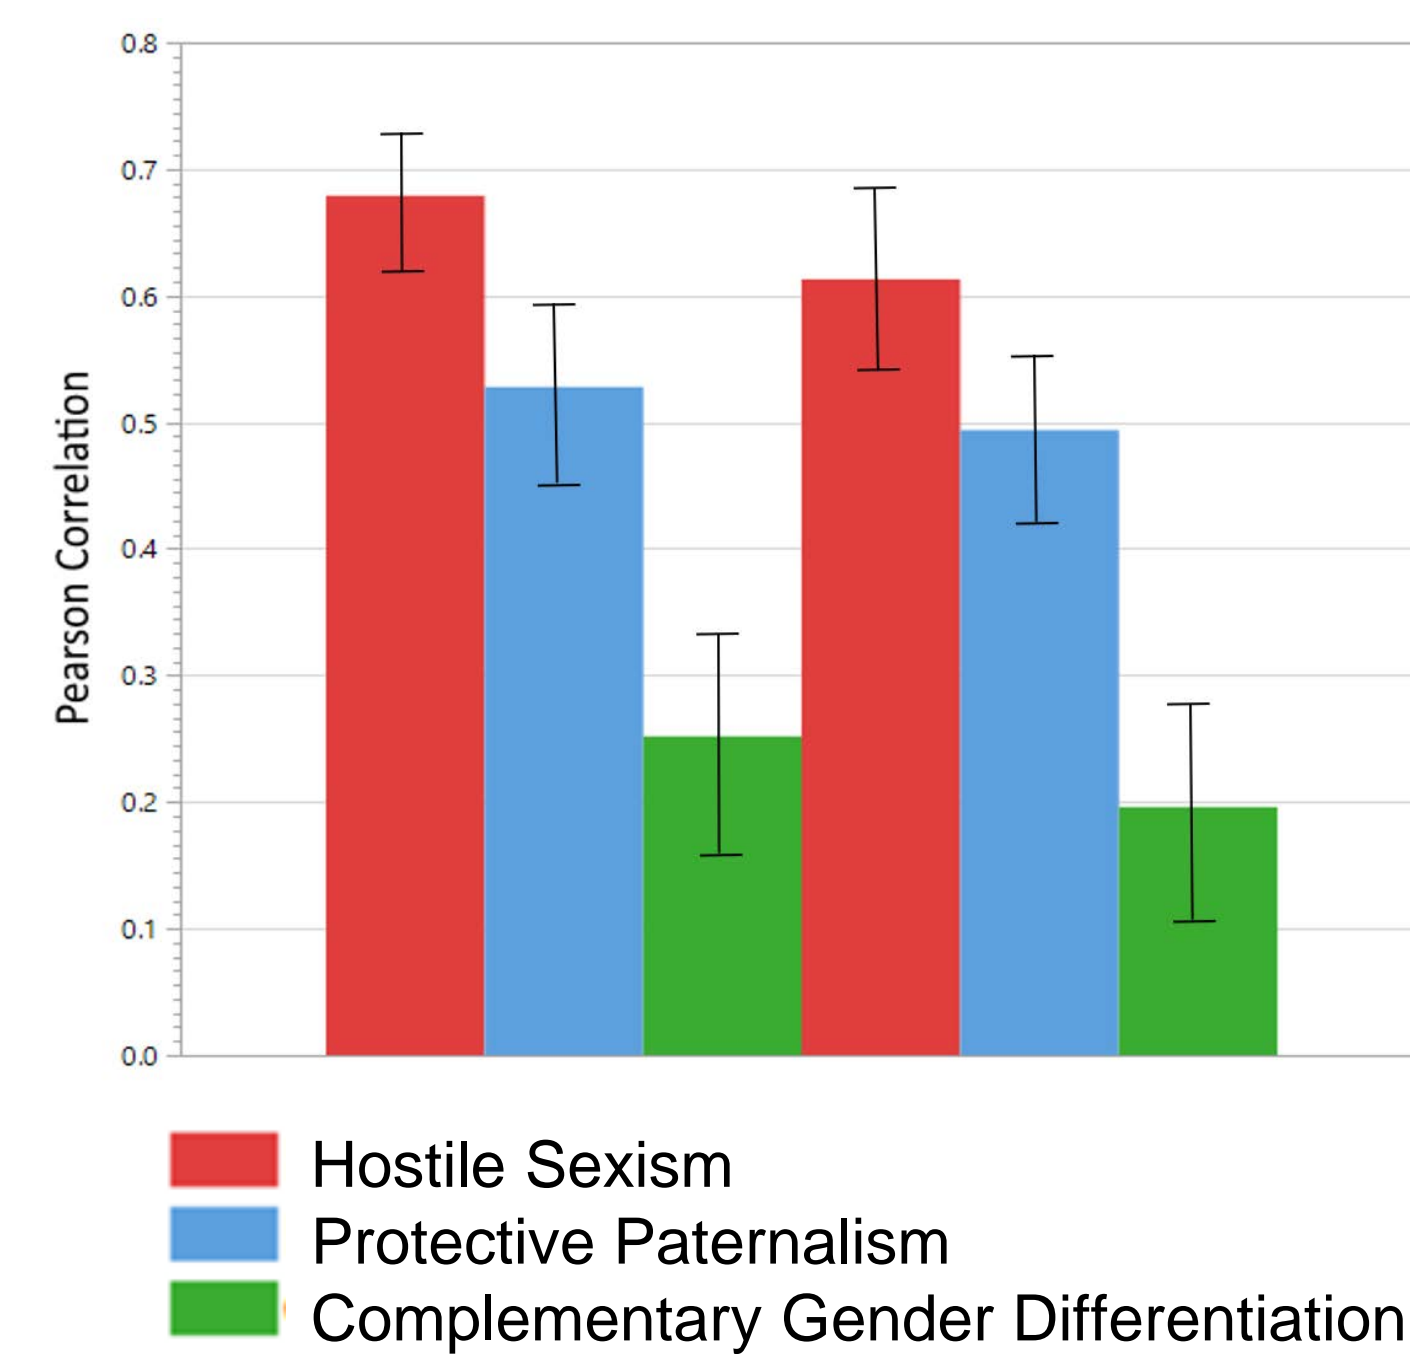 0.8
0.7
0.6
0.5
0.4
0.3
0.2
0.1
0.0
Pearson Correlation
Hostile Sexism
Protective Paternalism
Complementary Gender Differentiation